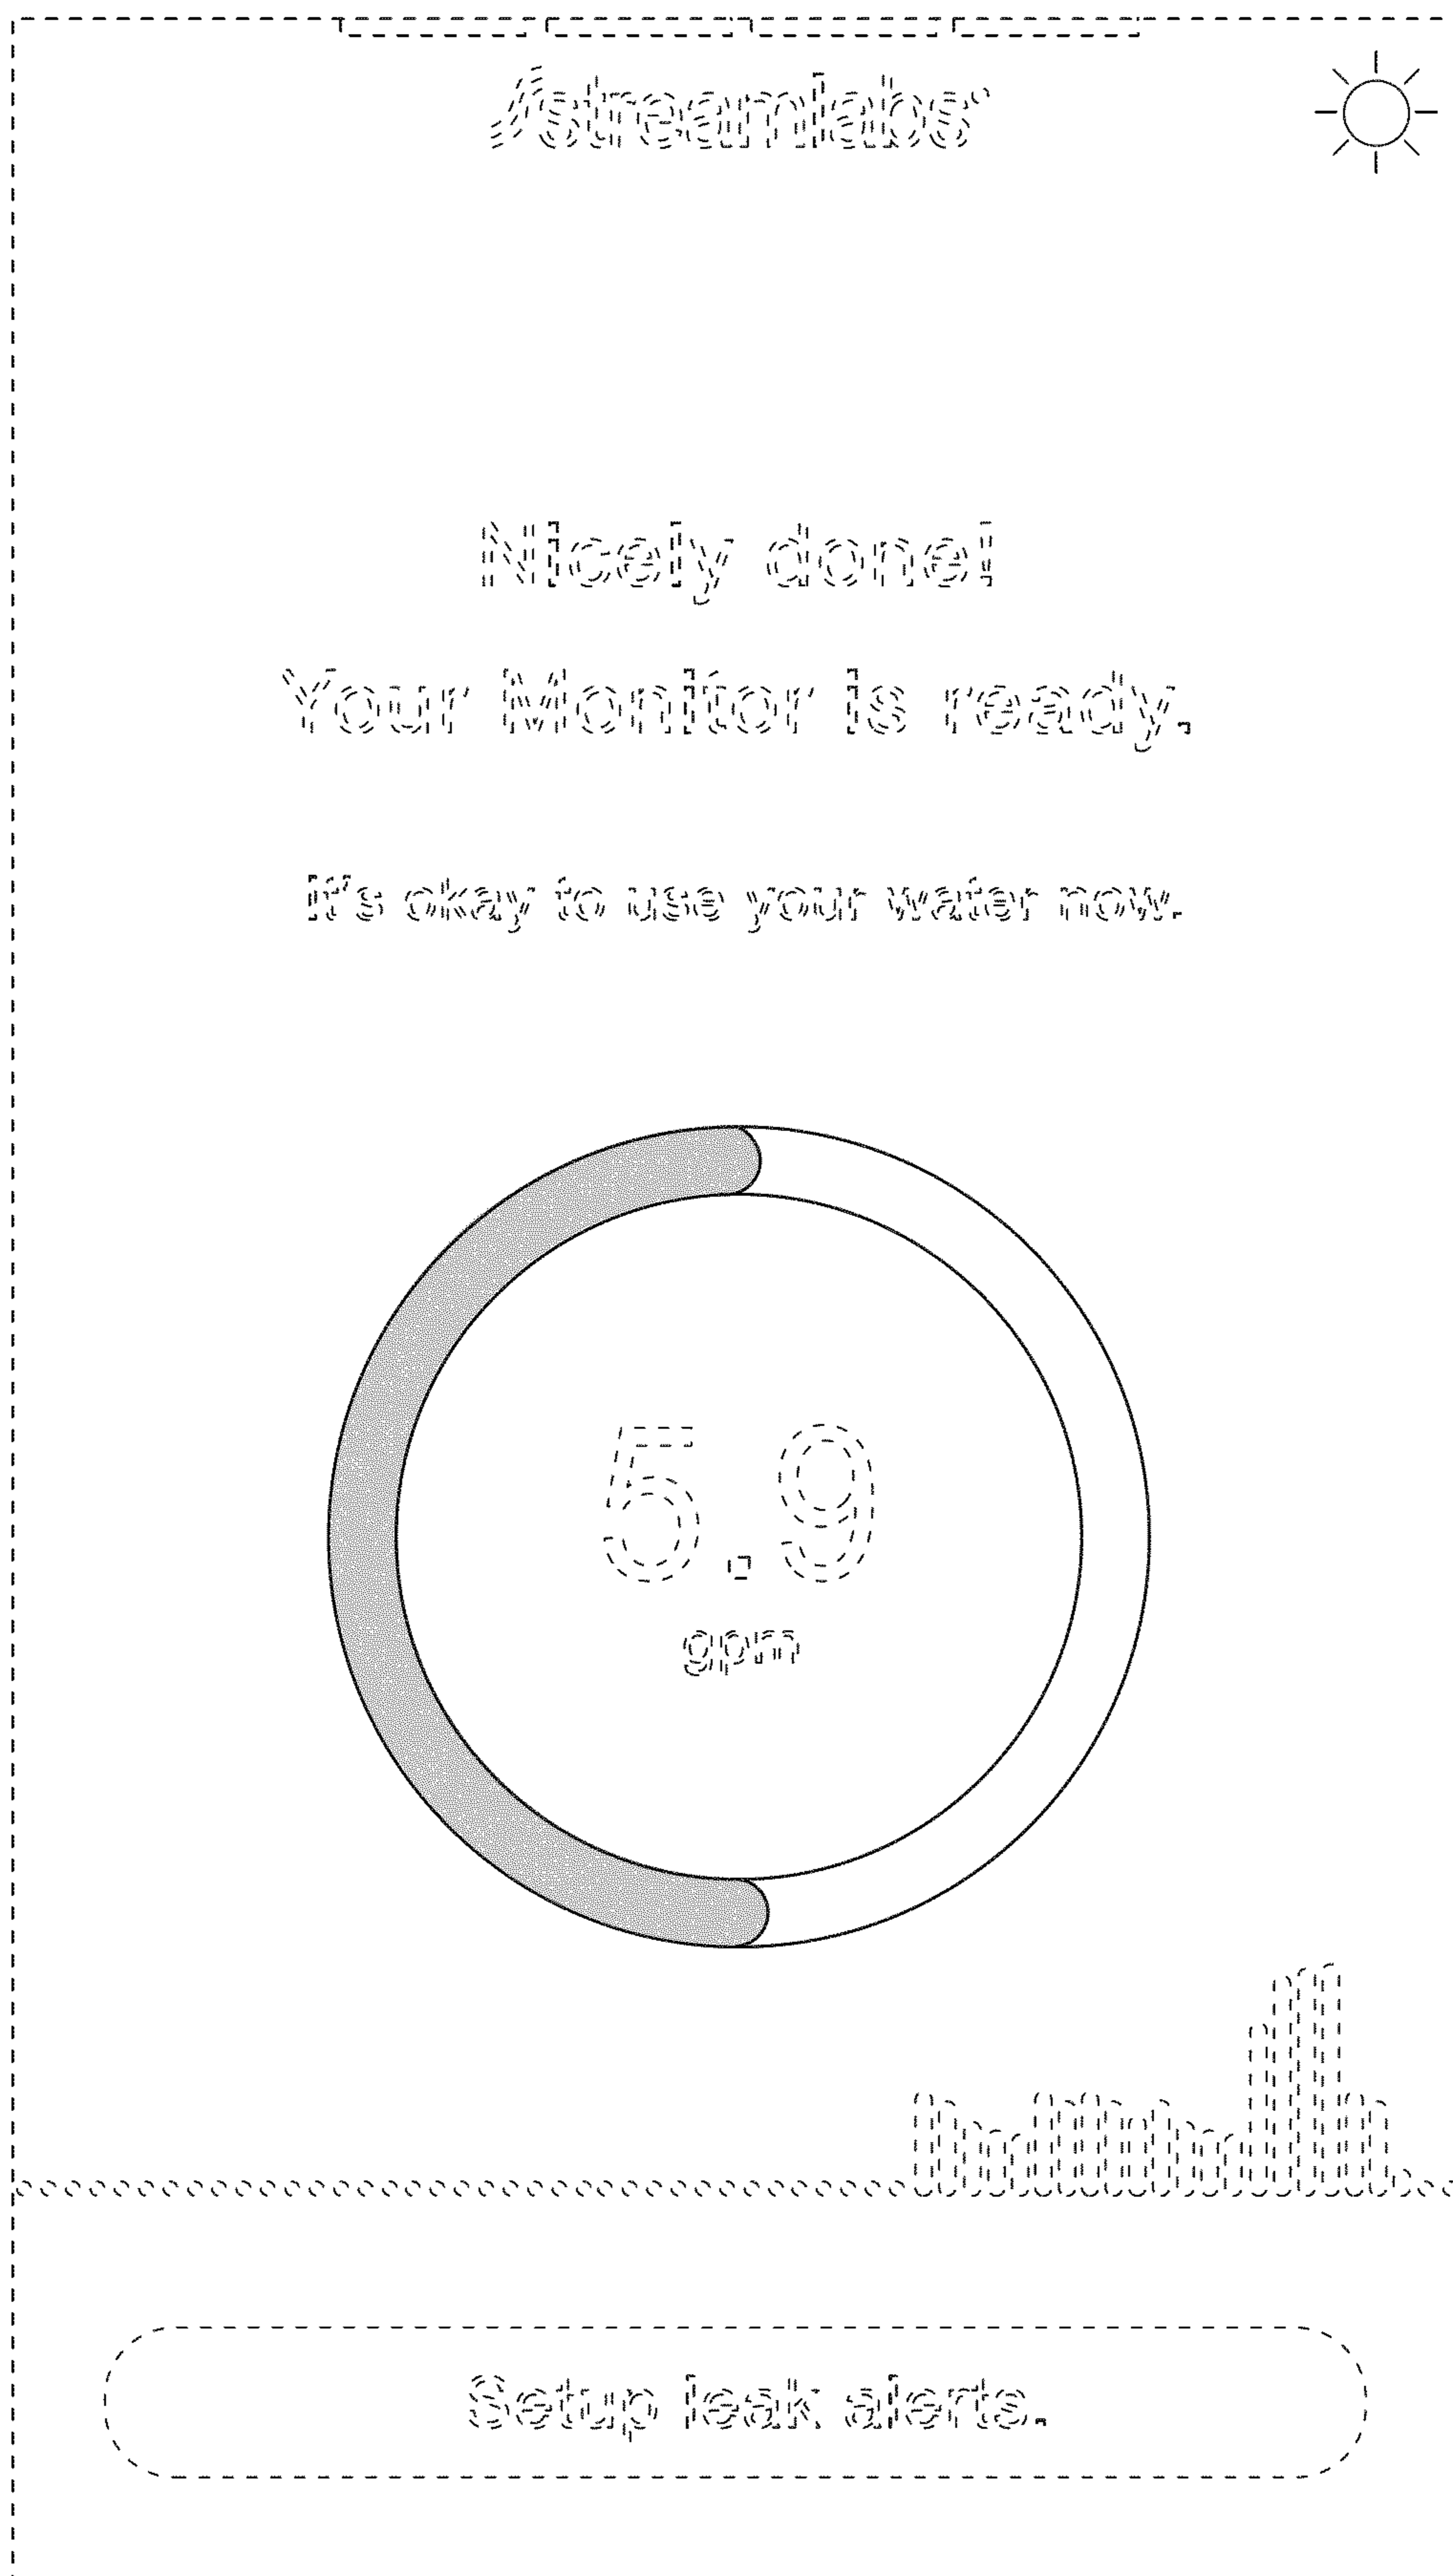 streamlabs
Nicely done!
Your Monitor is ready.
It's okay to use your water now.
5.9
gpm
Setup leak alerts.